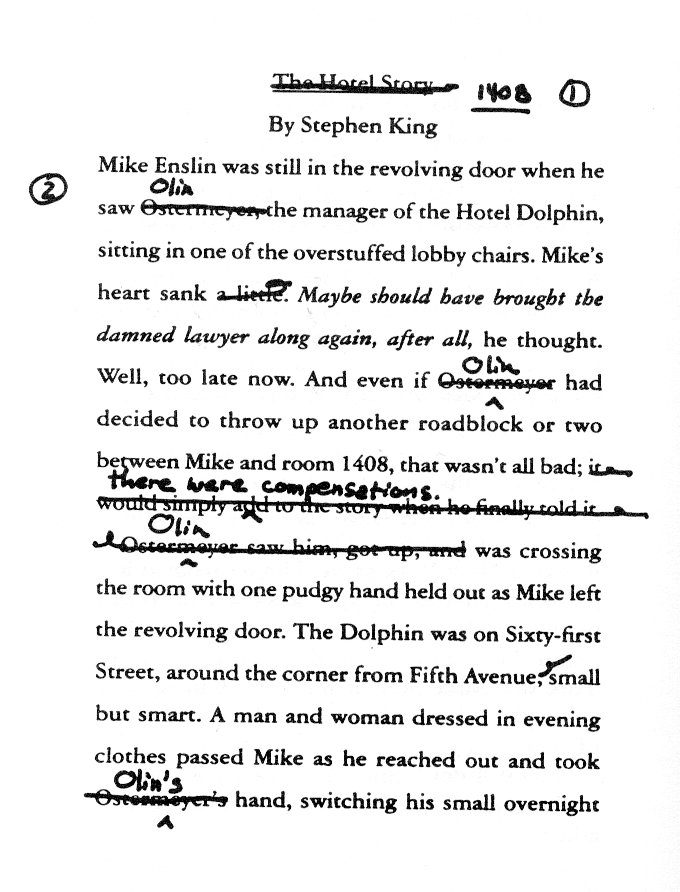 The Hotel Story 1408 1
By Stephen King
Mike Enslin was still in the revolving door when he
2 Olin
saw Ostermeyer, the manager of the Hotel Dolphin,
sitting in one of the overstuffed lobby chairs. Mike's
heart sank a little. Maybe should have brought the
damned lawyer along again, after all, he thought.
Olin
Well, too late now. And even if Ostermeyer had
decided to throw up another roadblock or two
between Mike and room 1408, that wasn't all bad; it
there were compensations.
would simply add to the story when he finally told it
Olin
Ostermeyer saw him, got up, and was crossing
the room with one pudgy hand held out as Mike left
the revolving door. The Dolphin was on Sixty-first
Street, around the corner from Fifth Avenue; small
but smart. A man and woman dressed in evening
clothes passed Mike as he reached out and took
Olin's
Ostermeyer's hand, switching his small overnight